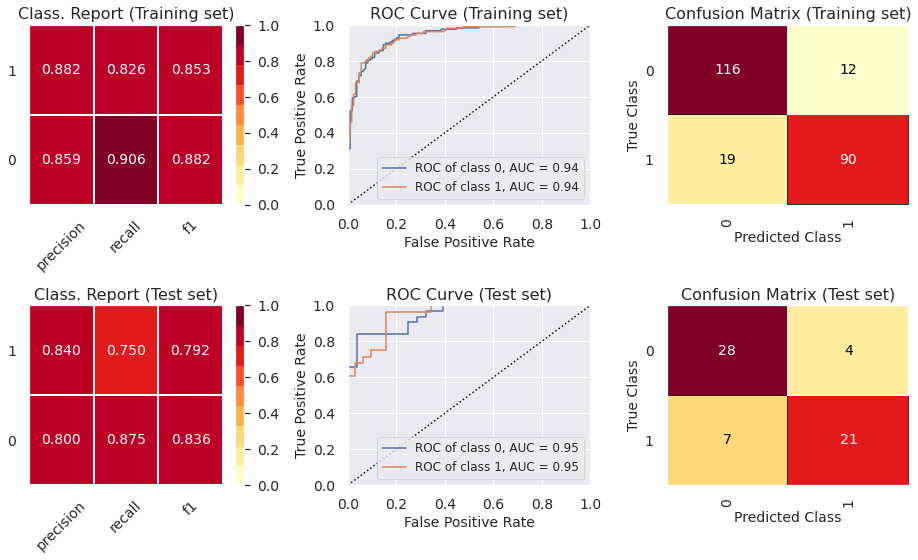 Class. Report (Training set)
1
0.882 0.826 0.853
0
0.859 0.906 0.882
precision
recall
f1
1.0
0.8
0.6
0.4
0.2
0.0
ROC Curve (Training set)
True Positive Rate
1.0
0.8
0.6
0.4
0.2
0.0
ROC of class 0, AUC = 0.94
ROC of class 1, AUC = 0.94
0.0 0.2 0.4 0.6 0.8 1.0
False Positive Rate
Confusion Matrix (Training set)
True Class
0
116 12
1
19 90
0 1
Predicted Class
Class. Report (Test set)
1
0.840 0.750 0.792
0
0.800 0.875 0.836
precision
recall
f1
1.0
0.8
0.6
0.4
0.2
0.0
ROC Curve (Test set)
True Positive Rate
1.0
0.8
0.6
0.4
0.2
0.0
ROC of class 0, AUC = 0.95
ROC of class 1, AUC = 0.95
0.0 0.2 0.4 0.6 0.8 1.0
False Positive Rate
Confusion Matrix (Test set)
True Class
0
28 4
1
7 21
0 1
Predicted Class